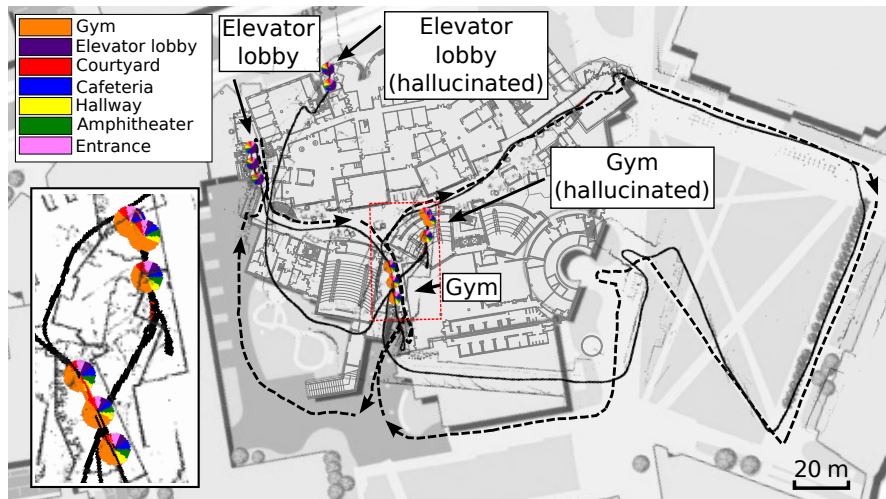 Gym
Elevator lobby
Courtyard
Cafeteria
Hallway
Amphitheater
Entrance
Elevator
lobby
Elevator
lobby
(hallucinated)
Gym
(hallucinated)
Gym
20 m